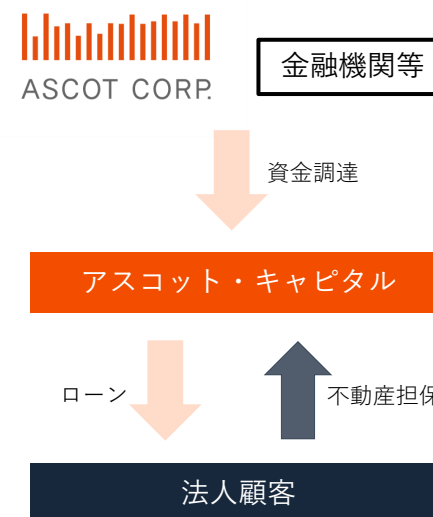 ASCOT CORP.
金融機関等
資金調達
アスコット・キャピタル
ローン
不動産担保
法人顧客